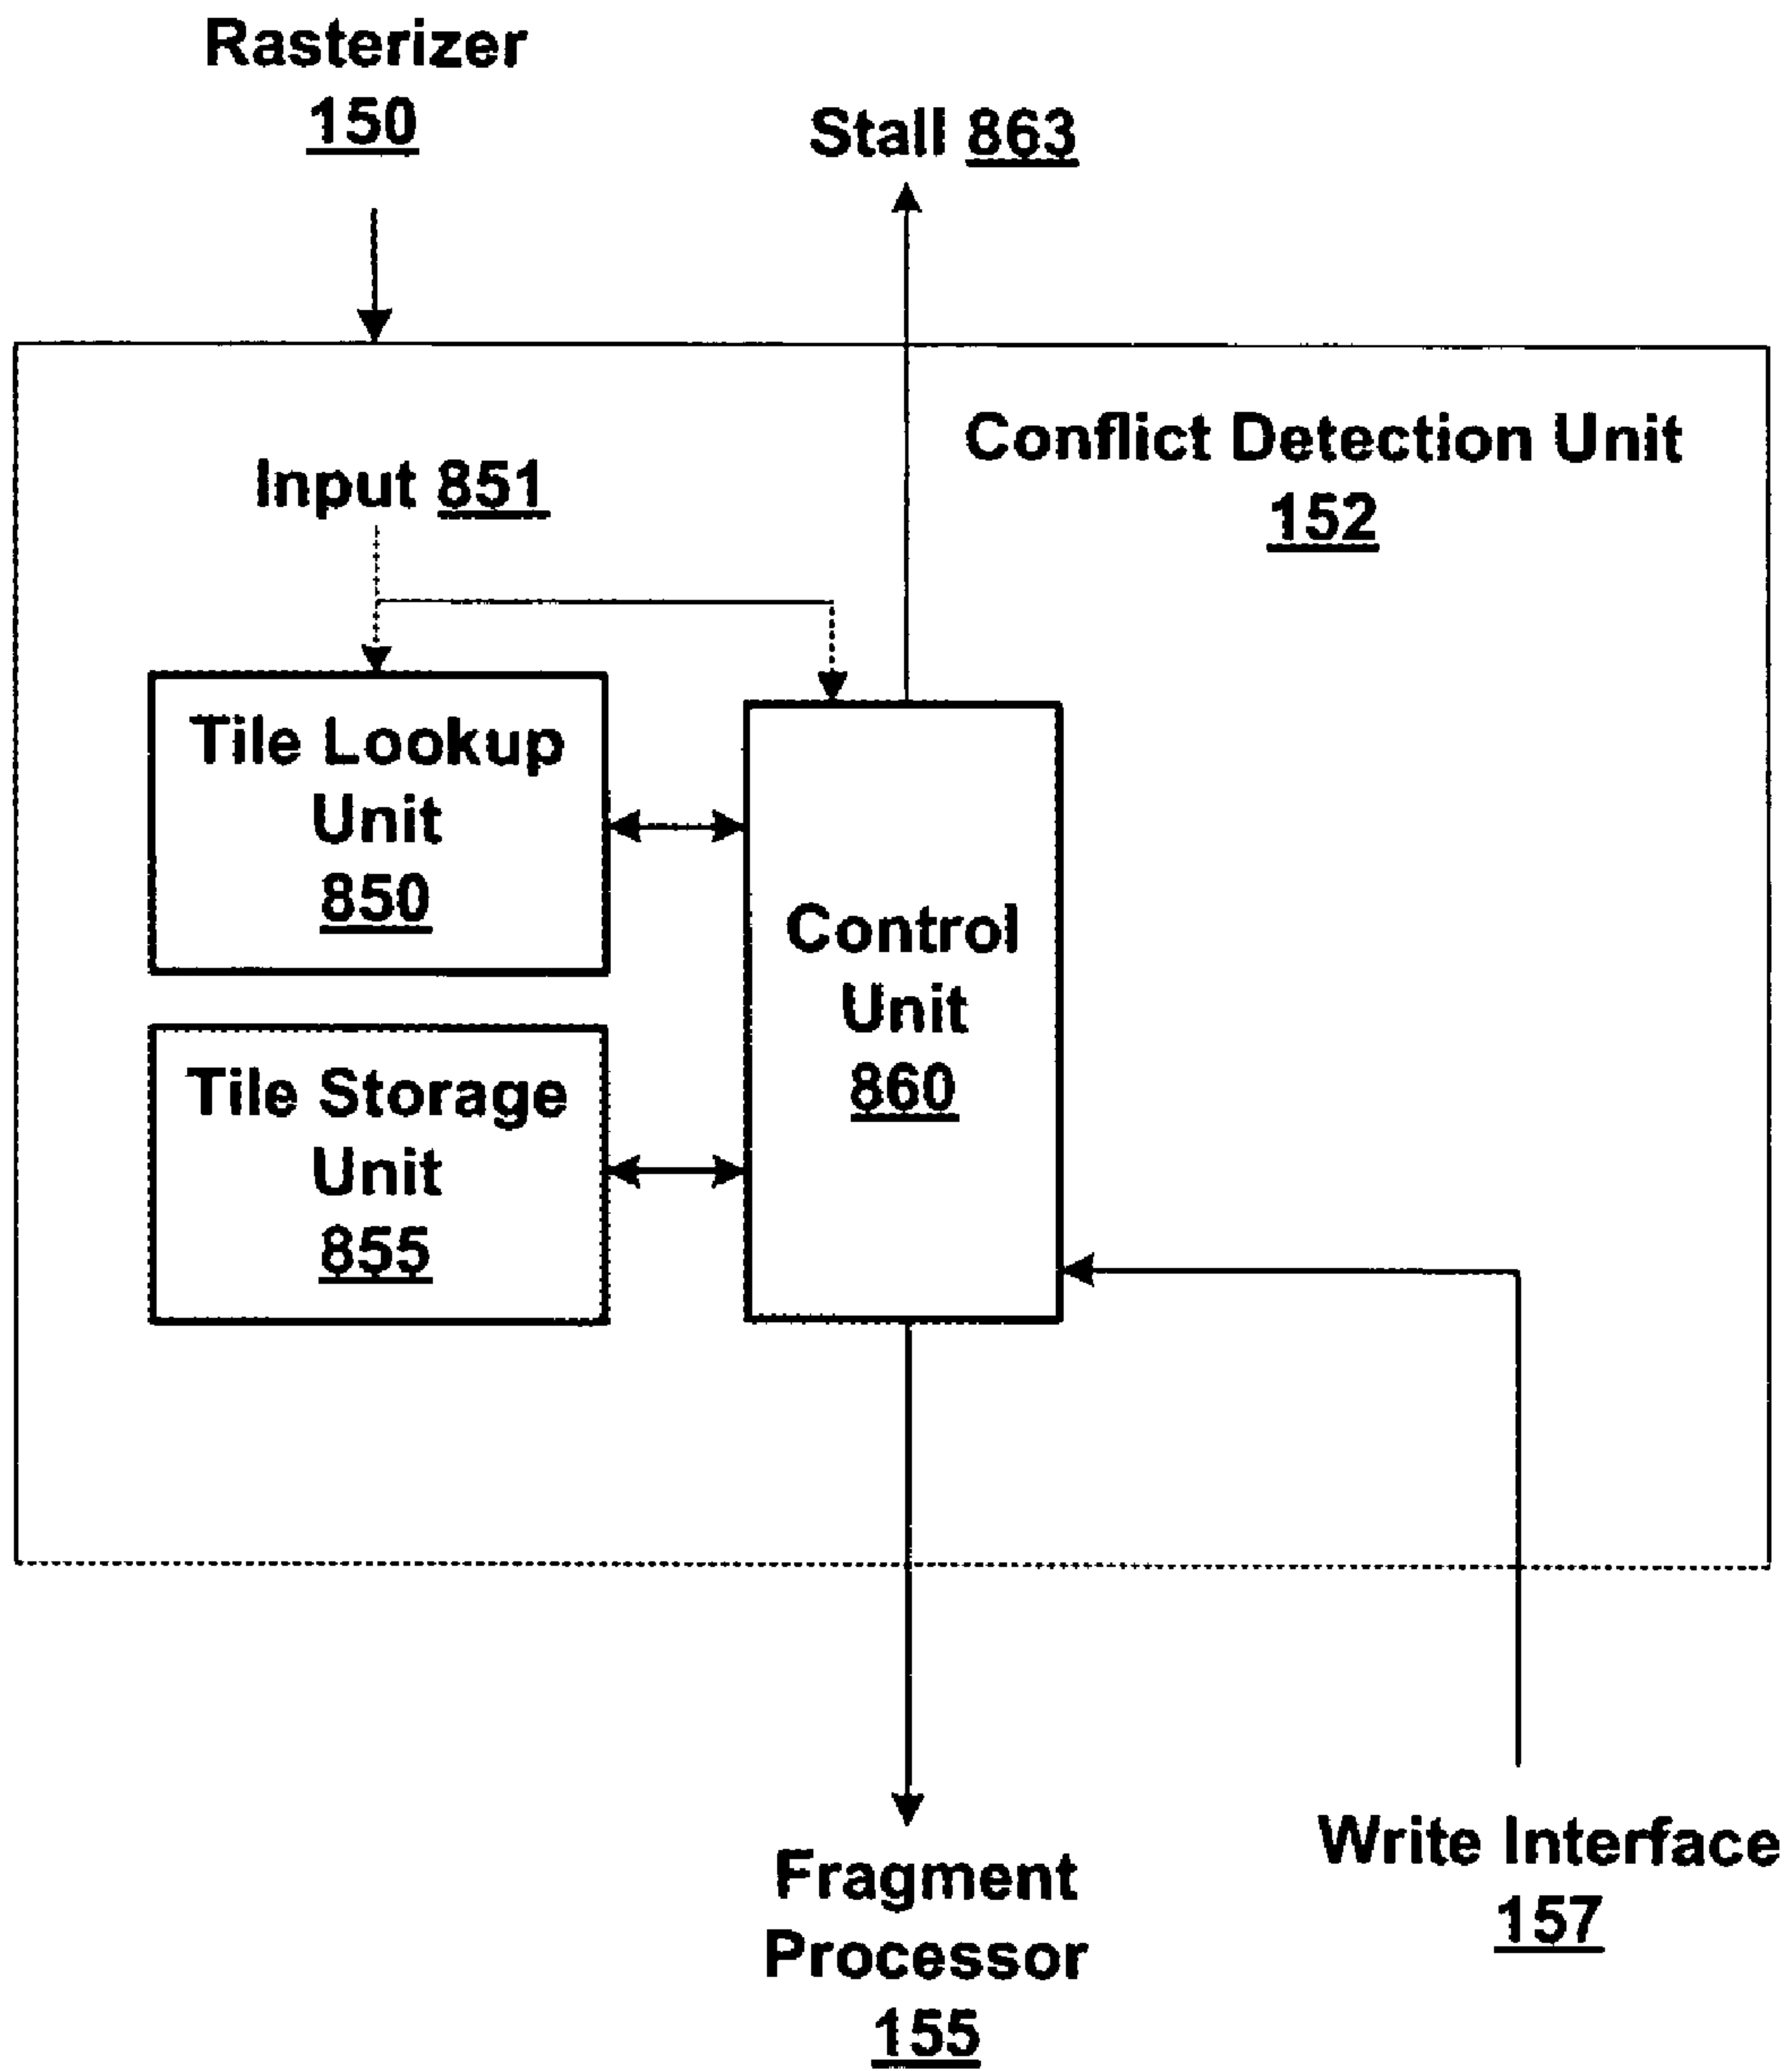 Rasterizer
150
Stall 863
Conflict Detection Unit
152
Input 851
Tile Lookup
Unit
850
Control
Unit
860
Tile Storage
Unit
855
Write Interface
157
Fragment
Processor
155